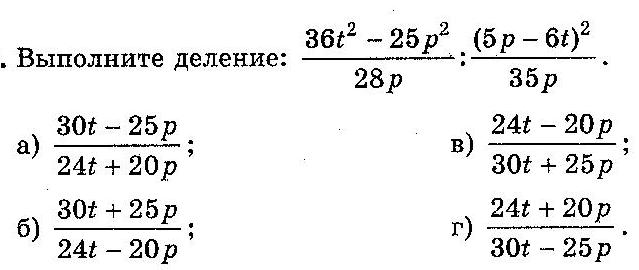 . Выполните деление: (36t² − 25p²)/(28p) : (5p − 6t)²/(35p) .
а) (30t − 25p)/(24t + 20p) ;
в) (24t − 20p)/(30t + 25p) ;
б) (30t + 25p)/(24t − 20p) ;
г) (24t + 20p)/(30t − 25p) .